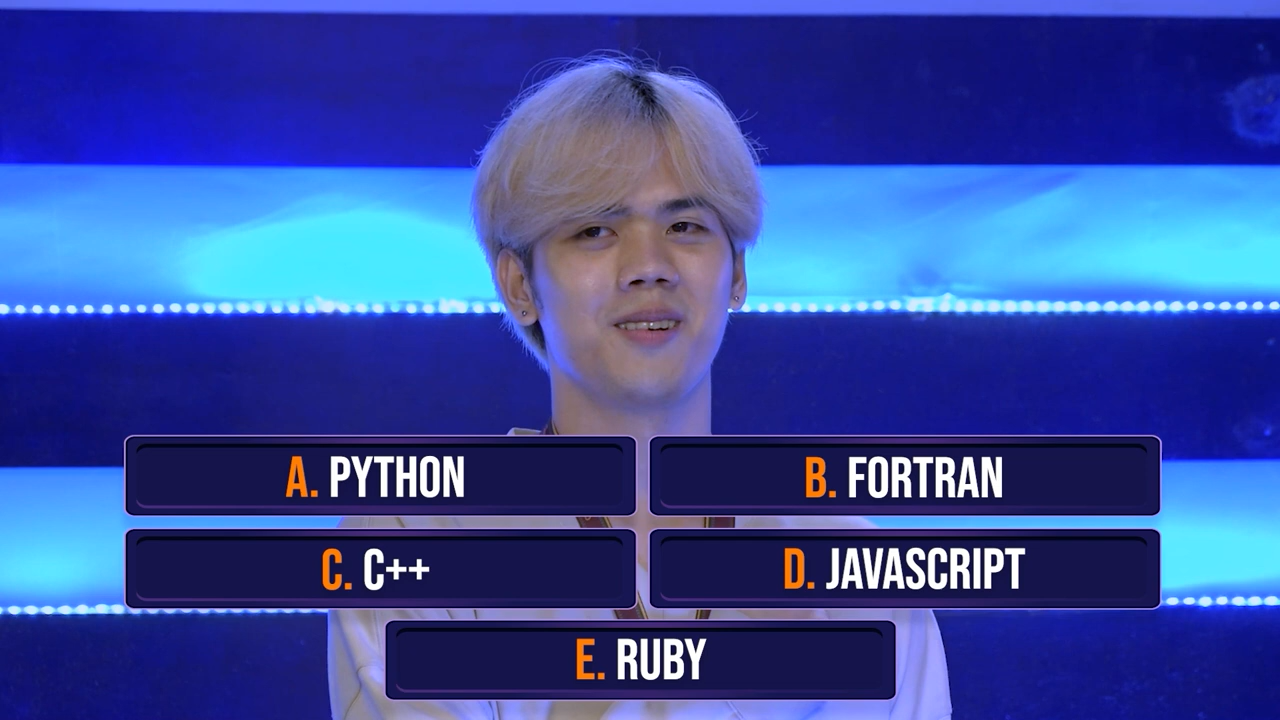 A. PYTHON
B. FORTRAN
C. C++
D. JAVASCRIPT
E. RUBY